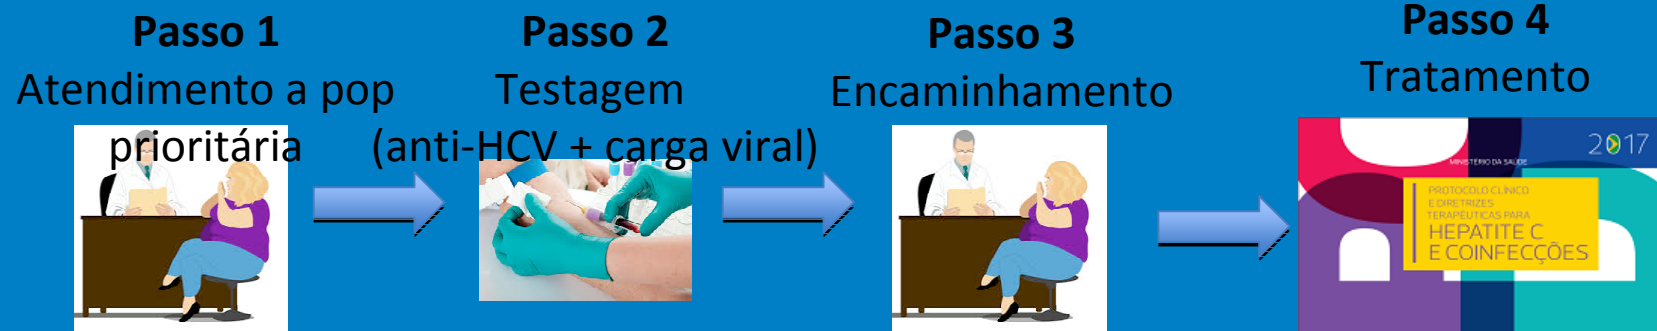 Passo 1
Atendimento a pop
prioritária
Passo 2
Testagem
(anti-HCV + carga viral)
Passo 3
Encaminhamento
Passo 4
Tratamento
2017
MINISTÉRIO DA SAÚDE
PROTOCOLO CLÍNICO
E DIRETRIZES
TERAPÊUTICAS PARA
HEPATITE C
E COINFECÇÕES